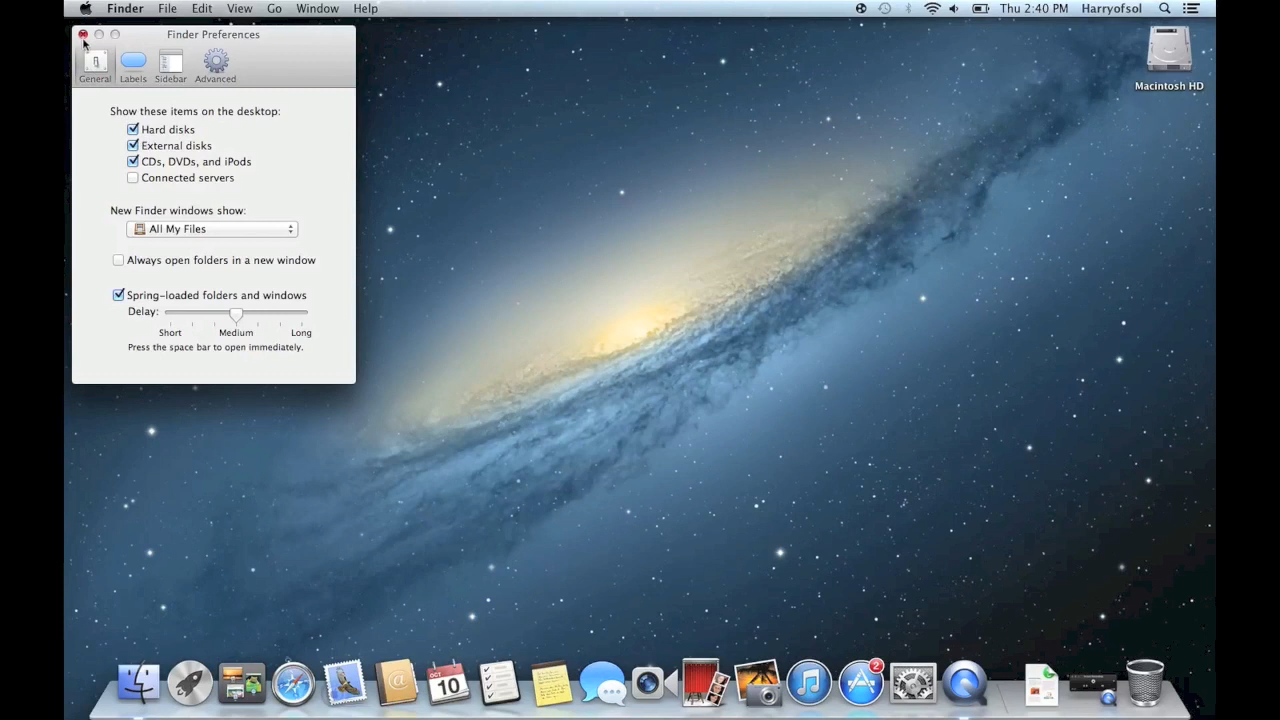 Finder File Edit View Go Window Help Thu 2:40 PM Harryofsol
Finder Preferences
General Labels Sidebar Advanced
Show these items on the desktop:
Hard disks
External disks
CDs, DVDs, and iPods
Connected servers
New Finder windows show:
All My Files
Always open folders in a new window
Spring-loaded folders and windows
Delay:
Short Medium Long
Press the space bar to open immediately.
Macintosh HD
OCT
10
2